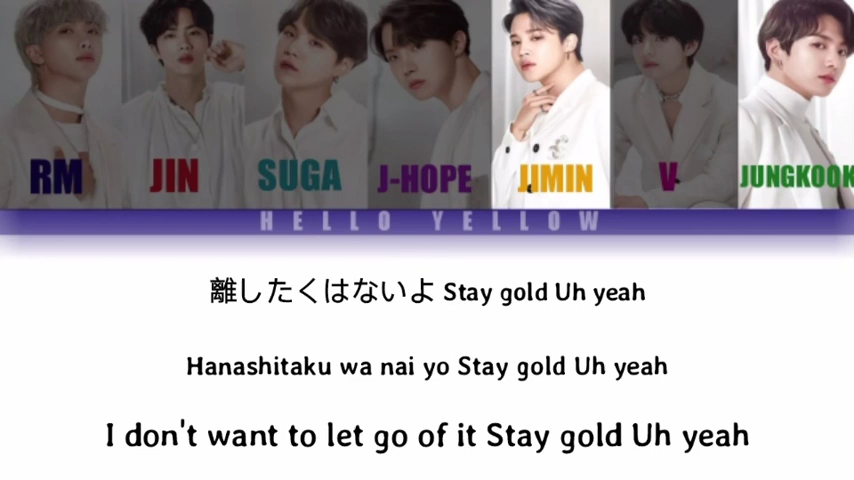 RM JIN SUGA J-HOPE JIMIN V JUNGKOOK
HELLO YELLOW
離したくはないよ Stay gold Uh yeah
Hanashitaku wa nai yo Stay gold Uh yeah
I don't want to let go of it Stay gold Uh yeah